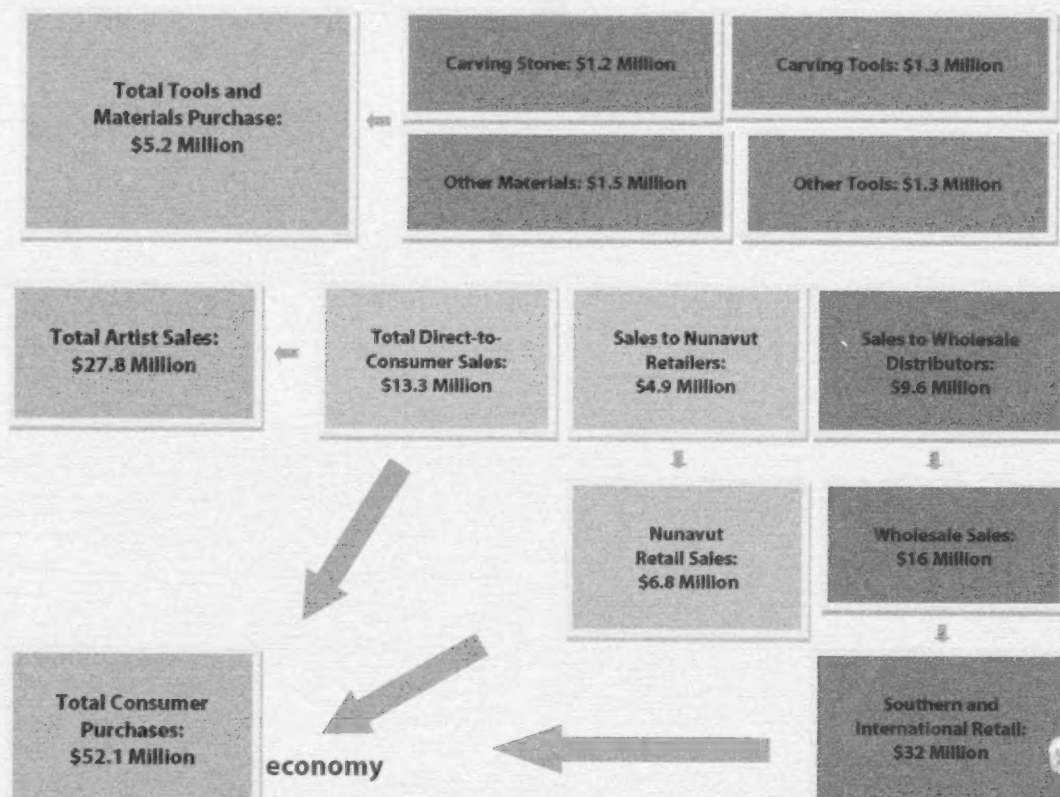 Total Tools and
Materials Purchase:
$5.2 Million
Carving Stone: $1.2 Million
Carving Tools: $1.3 Million
Other Materials: $1.5 Million
Other Tools: $1.3 Million
Total Artist Sales:
$27.8 Million
Total Direct-to-
Consumer Sales:
$13.3 Million
Sales to Nunavut
Retailers:
$4.9 Million
Sales to Wholesale
Distributors:
$9.6 Million
Nunavut
Retail Sales:
$6.8 Million
Wholesale Sales:
$16 Million
Total Consumer
Purchases:
$52.1 Million
economy
Southern and
International Retail:
$32 Million